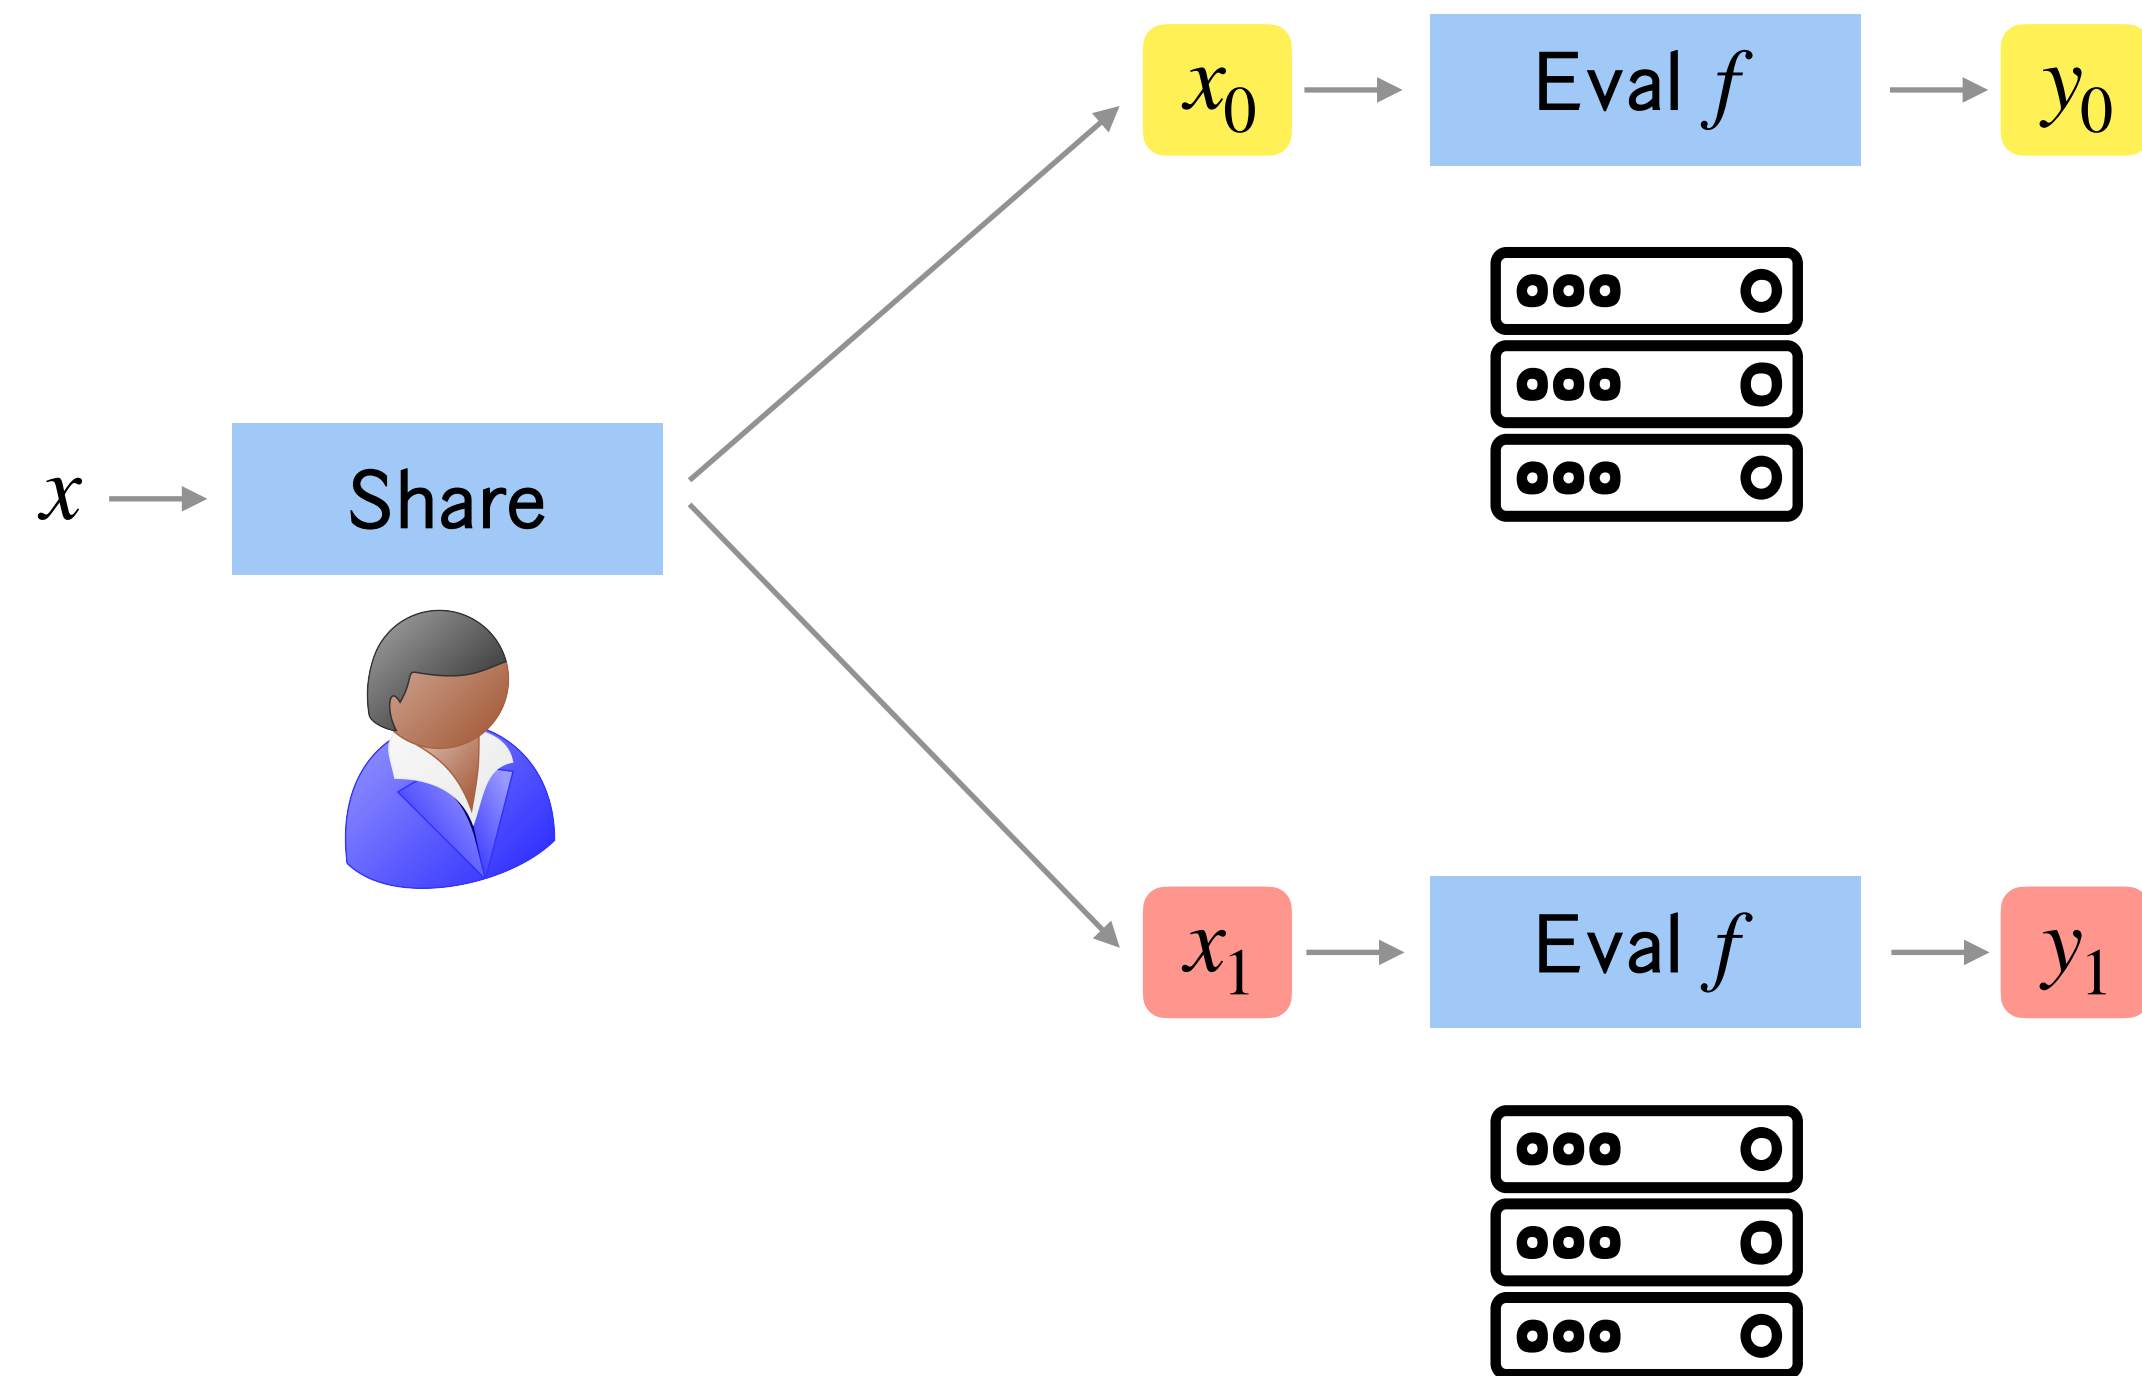 x₀ Eval f y₀
x Share
x₁ Eval f y₁